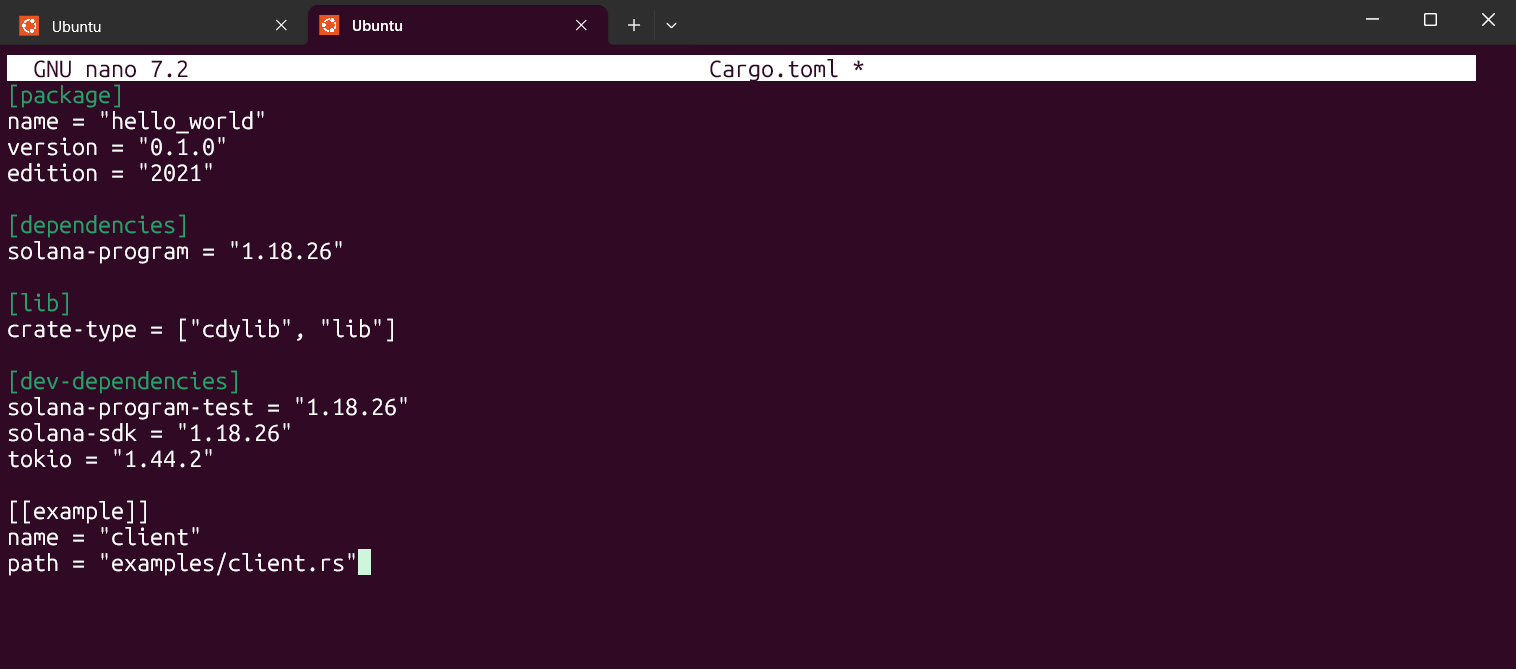 Ubuntu
Ubuntu
GNU nano 7.2 Cargo.toml *
[package]
name = "hello_world"
version = "0.1.0"
edition = "2021"
[dependencies]
solana-program = "1.18.26"
[lib]
crate-type = ["cdylib", "lib"]
[dev-dependencies]
solana-program-test = "1.18.26"
solana-sdk = "1.18.26"
tokio = "1.44.2"
[[example]]
name = "client"
path = "examples/client.rs"